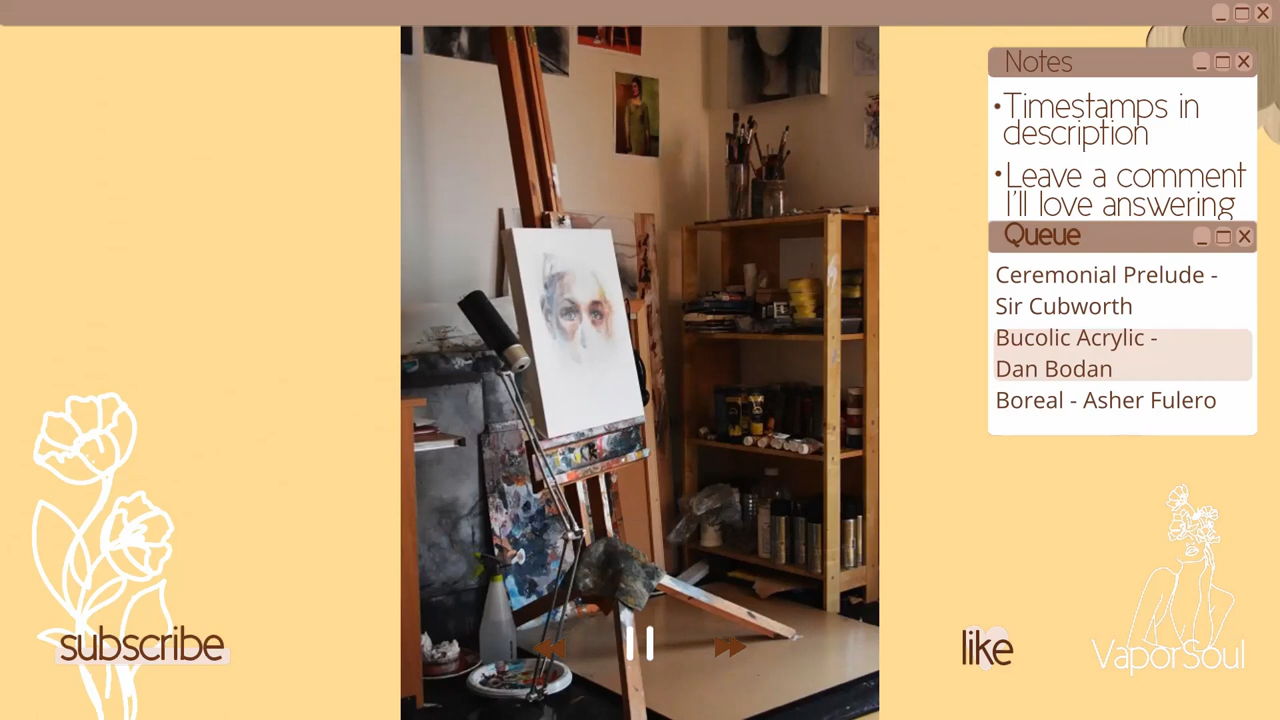 Notes
•Timestamps in
description
•Leave a comment
I'll love answering
Queue
Ceremonial Prelude -
Sir Cubworth
Bucolic Acrylic -
Dan Bodan
Boreal - Asher Fulero
subscribe
like
VaporSoul